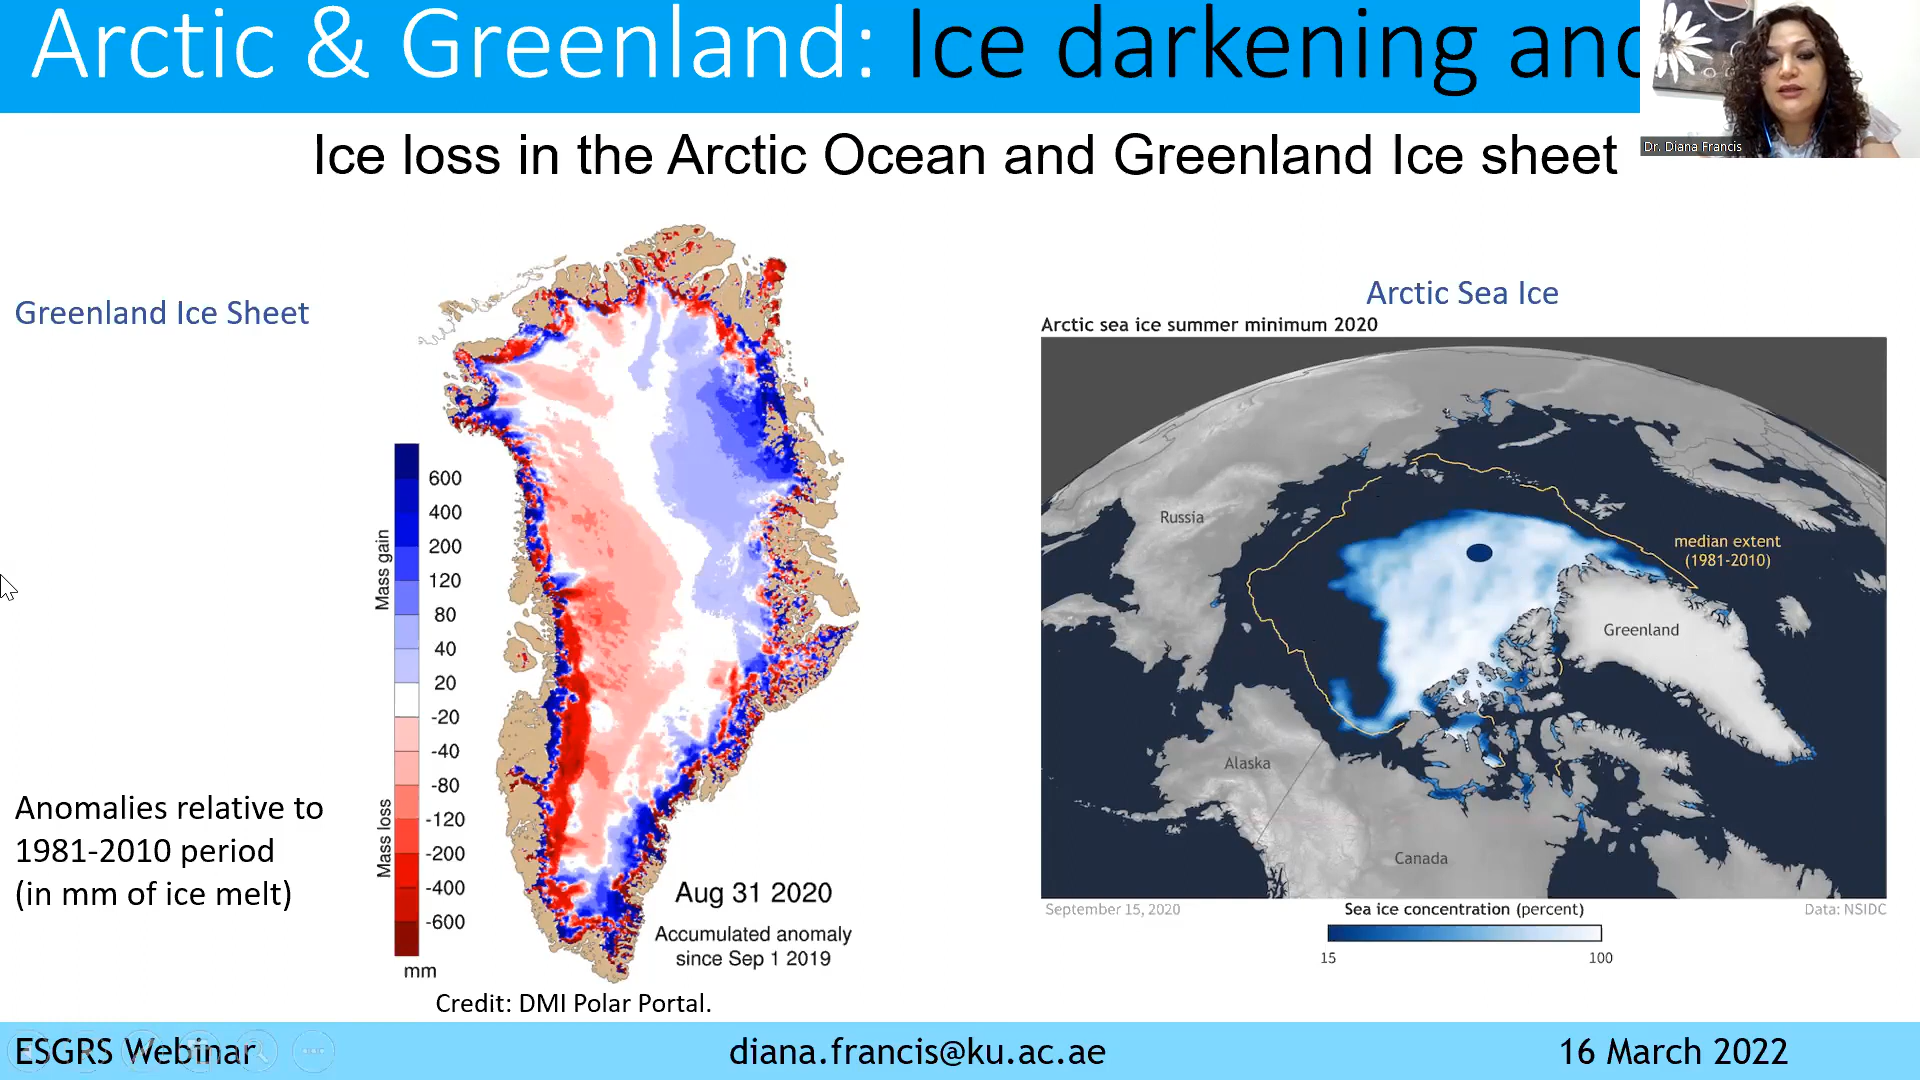 Arctic & Greenland: Ice darkening and
Dr. Diana Francis
Ice loss in the Arctic Ocean and Greenland Ice sheet
Greenland Ice Sheet
Anomalies relative to
1981-2010 period
(in mm of ice melt)
Mass gain
Mass loss
600
400
200
120
80
40
20
-20
-40
-80
-120
-200
-400
-600
mm
Aug 31 2020
Accumulated anomaly
since Sep 1 2019
Credit: DMI Polar Portal.
Arctic Sea Ice
Arctic sea ice summer minimum 2020
Russia
median extent
(1981-2010)
Greenland
Alaska
Canada
September 15, 2020
Sea ice concentration (percent)
Data: NSIDC
15
100
ESGRS Webinar
diana.francis@ku.ac.ae
16 March 2022